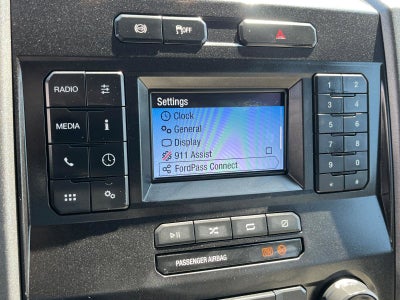 OFF
RADIO
MEDIA
i
Settings
Clock
General
Display
911 Assist
FordPass Connect
1
2
3
4
5
6
7
8
9
0
*
#
PASSENGER AIRBAG